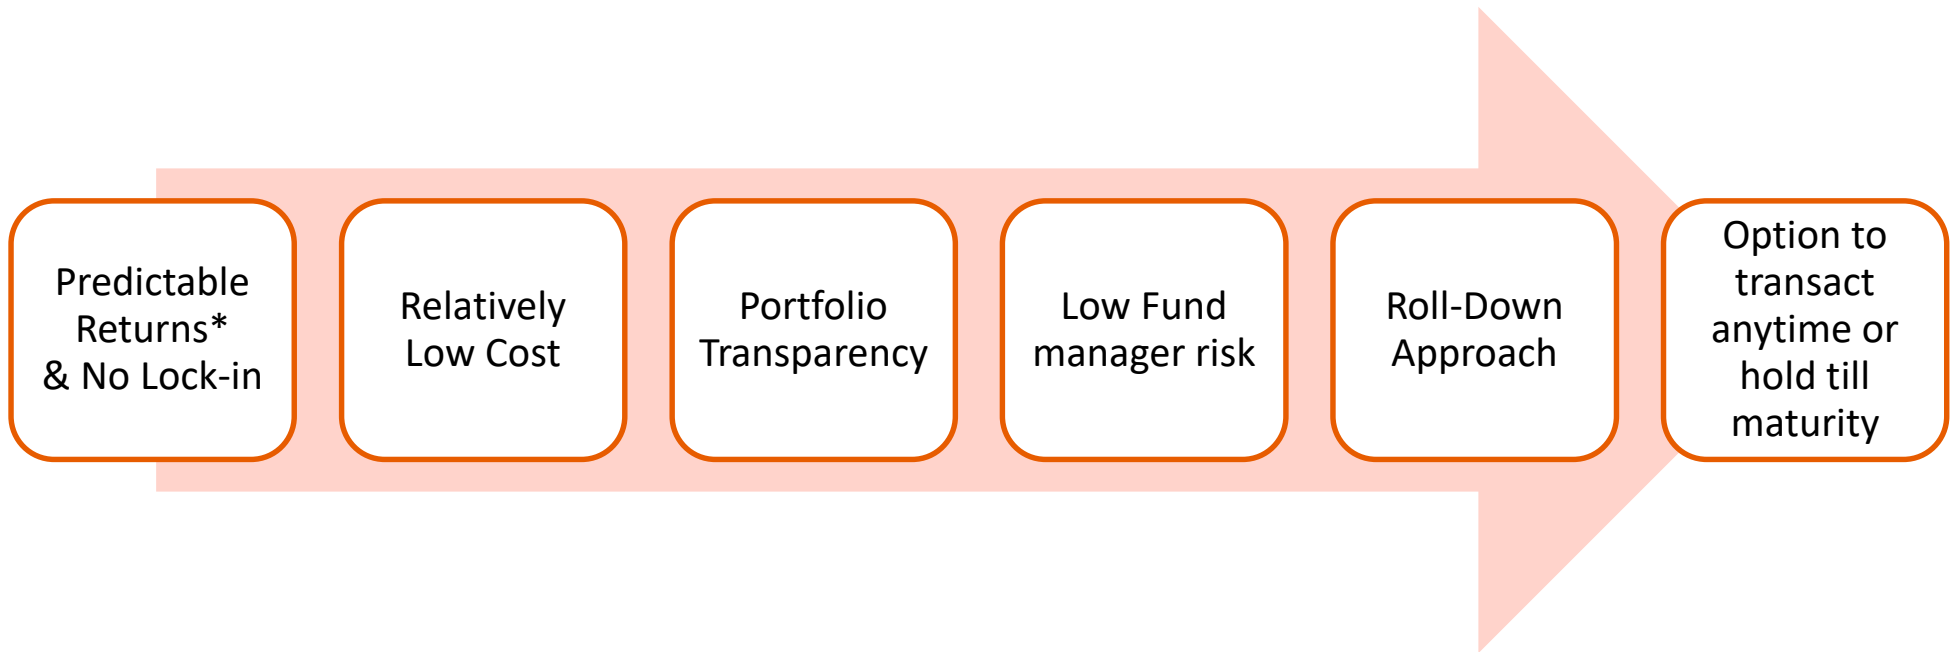 Predictable
Returns*
& No Lock-in
Relatively
Low Cost
Portfolio
Transparency
Low Fund
manager risk
Roll-Down
Approach
Option to
transact
anytime or
hold till
maturity